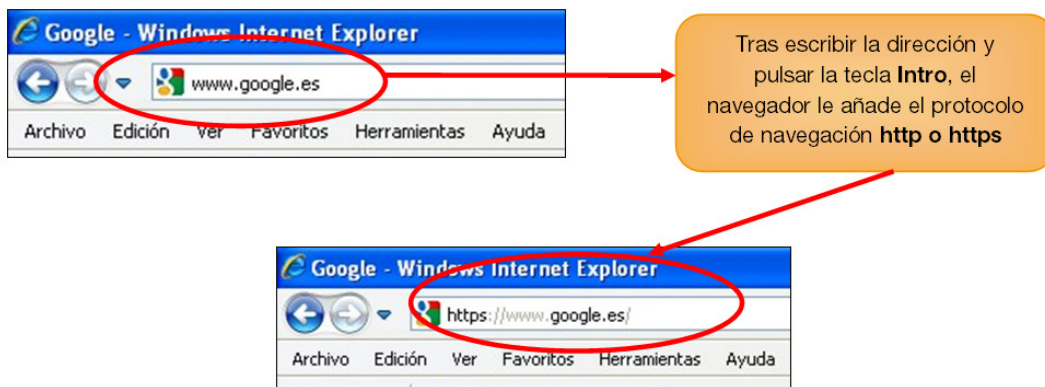 Google - Windows Internet Explorer
www.google.es
Archivo Edición Ver Favoritos Herramientas Ayuda
Tras escribir la dirección y
pulsar la tecla Intro, el
navegador le añade el protocolo
de navegación http o https
Google - Windows Internet Explorer
https://www.google.es/
Archivo Edición Ver Favoritos Herramientas Ayuda